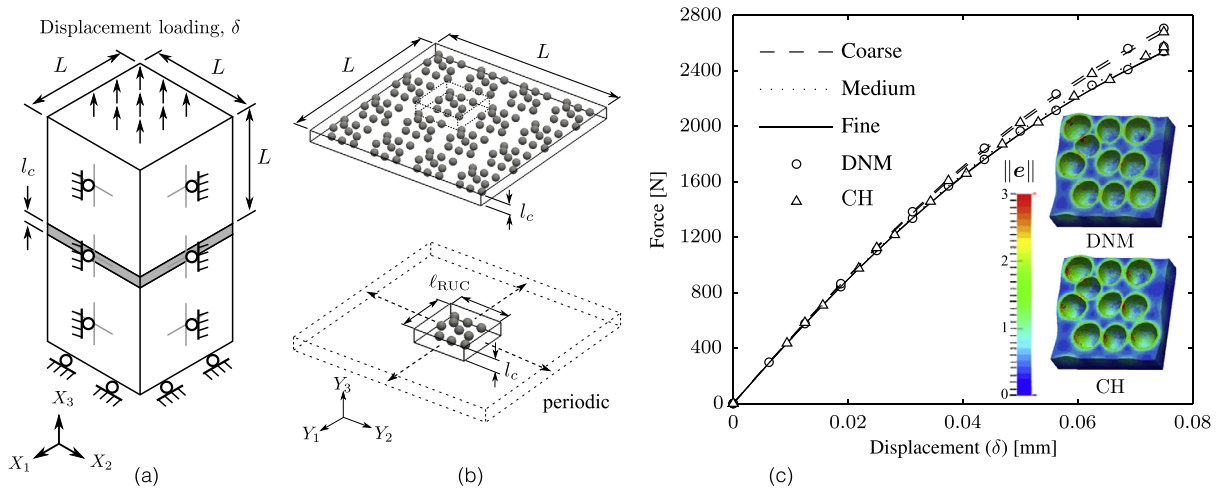 Displacement loading, δ
L
L
L
l_c
X_3
X_1
X_2
(a)
L
L
l_c
ℓ_RUC
l_c
Y_3
Y_1
Y_2
periodic
(b)
2800
2400
2000
1600
1200
800
400
0
Force [N]
Coarse
Medium
Fine
DNM
CH
‖e‖
3
2
1
0
DNM
CH
0
0.02
0.04
0.06
0.08
Displacement (δ) [mm]
(c)